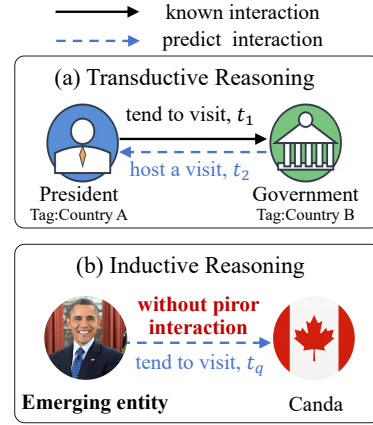 known interaction
predict interaction
(a) Transductive Reasoning
tend to visit, t₁
host a visit, t₂
President
Government
Tag:Country A
Tag:Country B
(b) Inductive Reasoning
without piror
interaction
tend to visit, t_q
Emerging entity
Canda